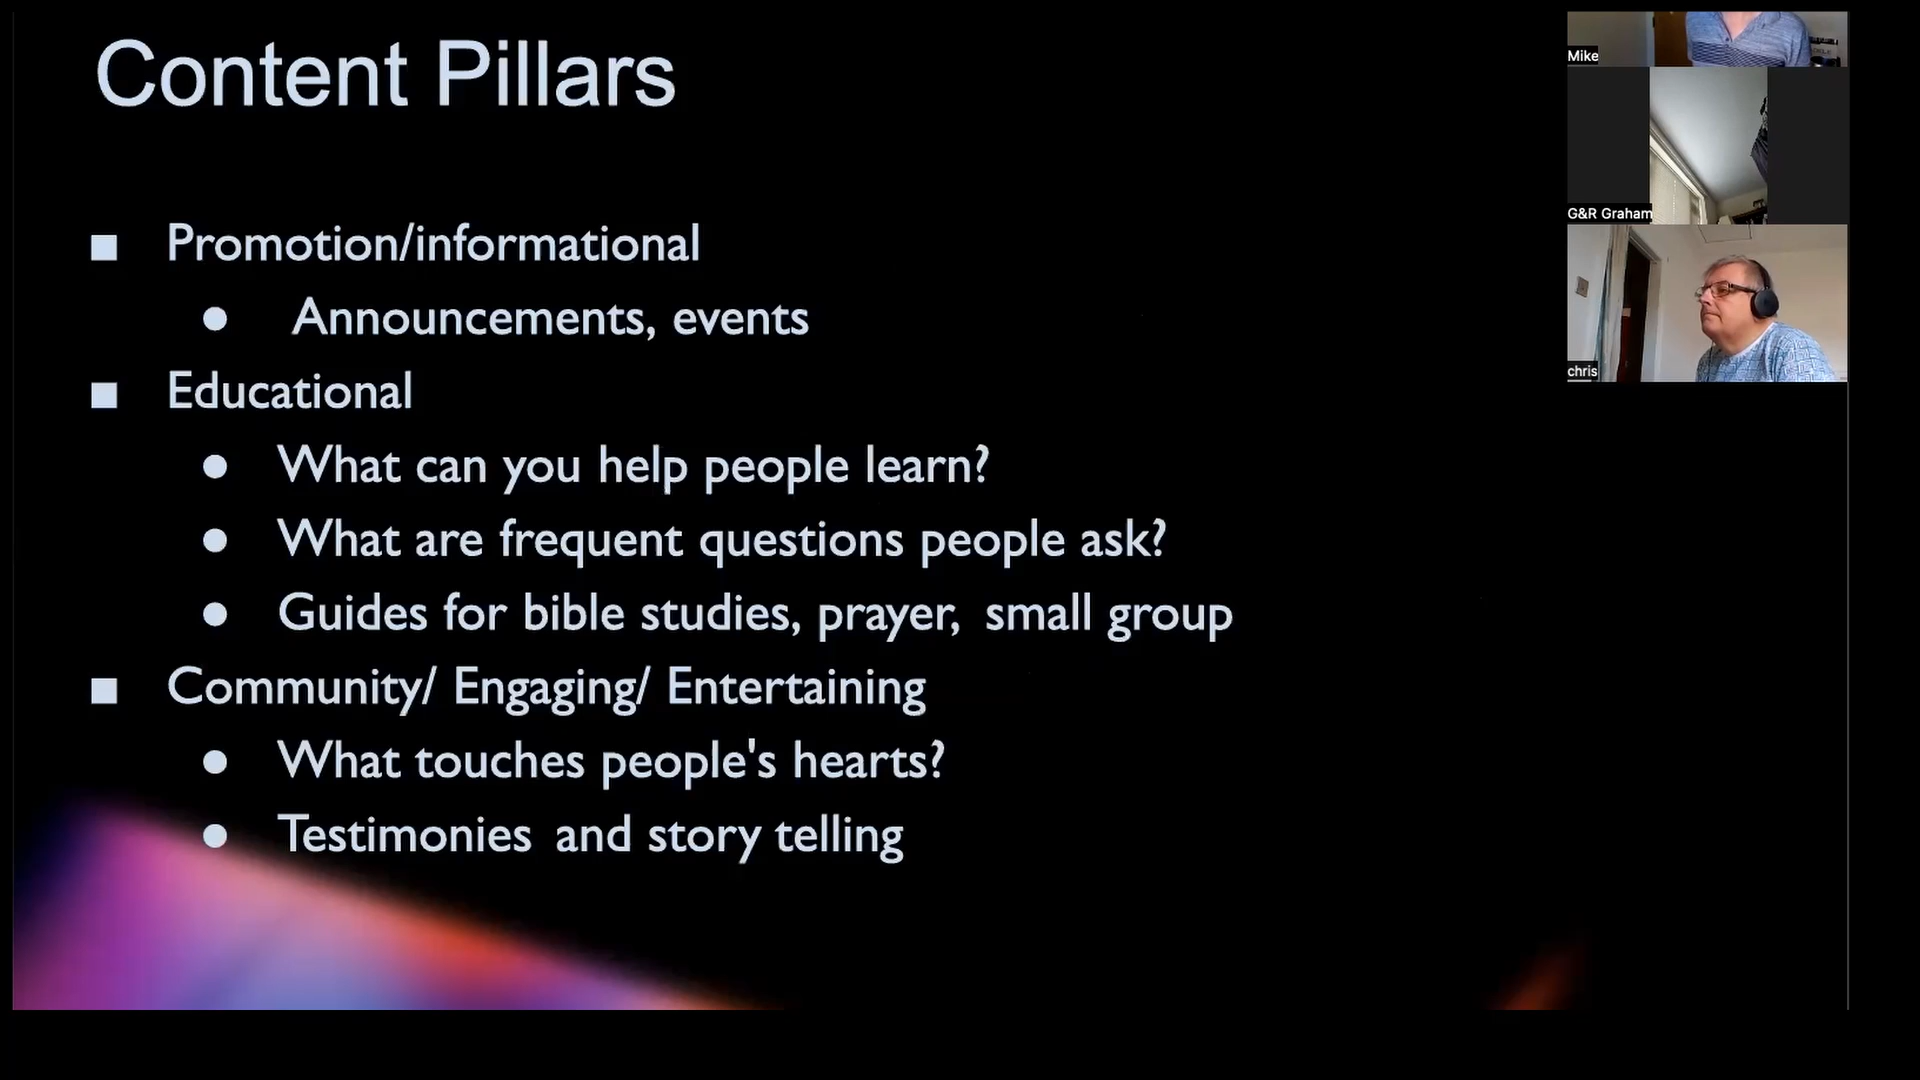 Content Pillars
Promotion/informational
Announcements, events
Educational
What can you help people learn?
What are frequent questions people ask?
Guides for bible studies, prayer, small group
Community/ Engaging/ Entertaining
What touches people's hearts?
Testimonies and story telling
Mike
G&R Graham
chris